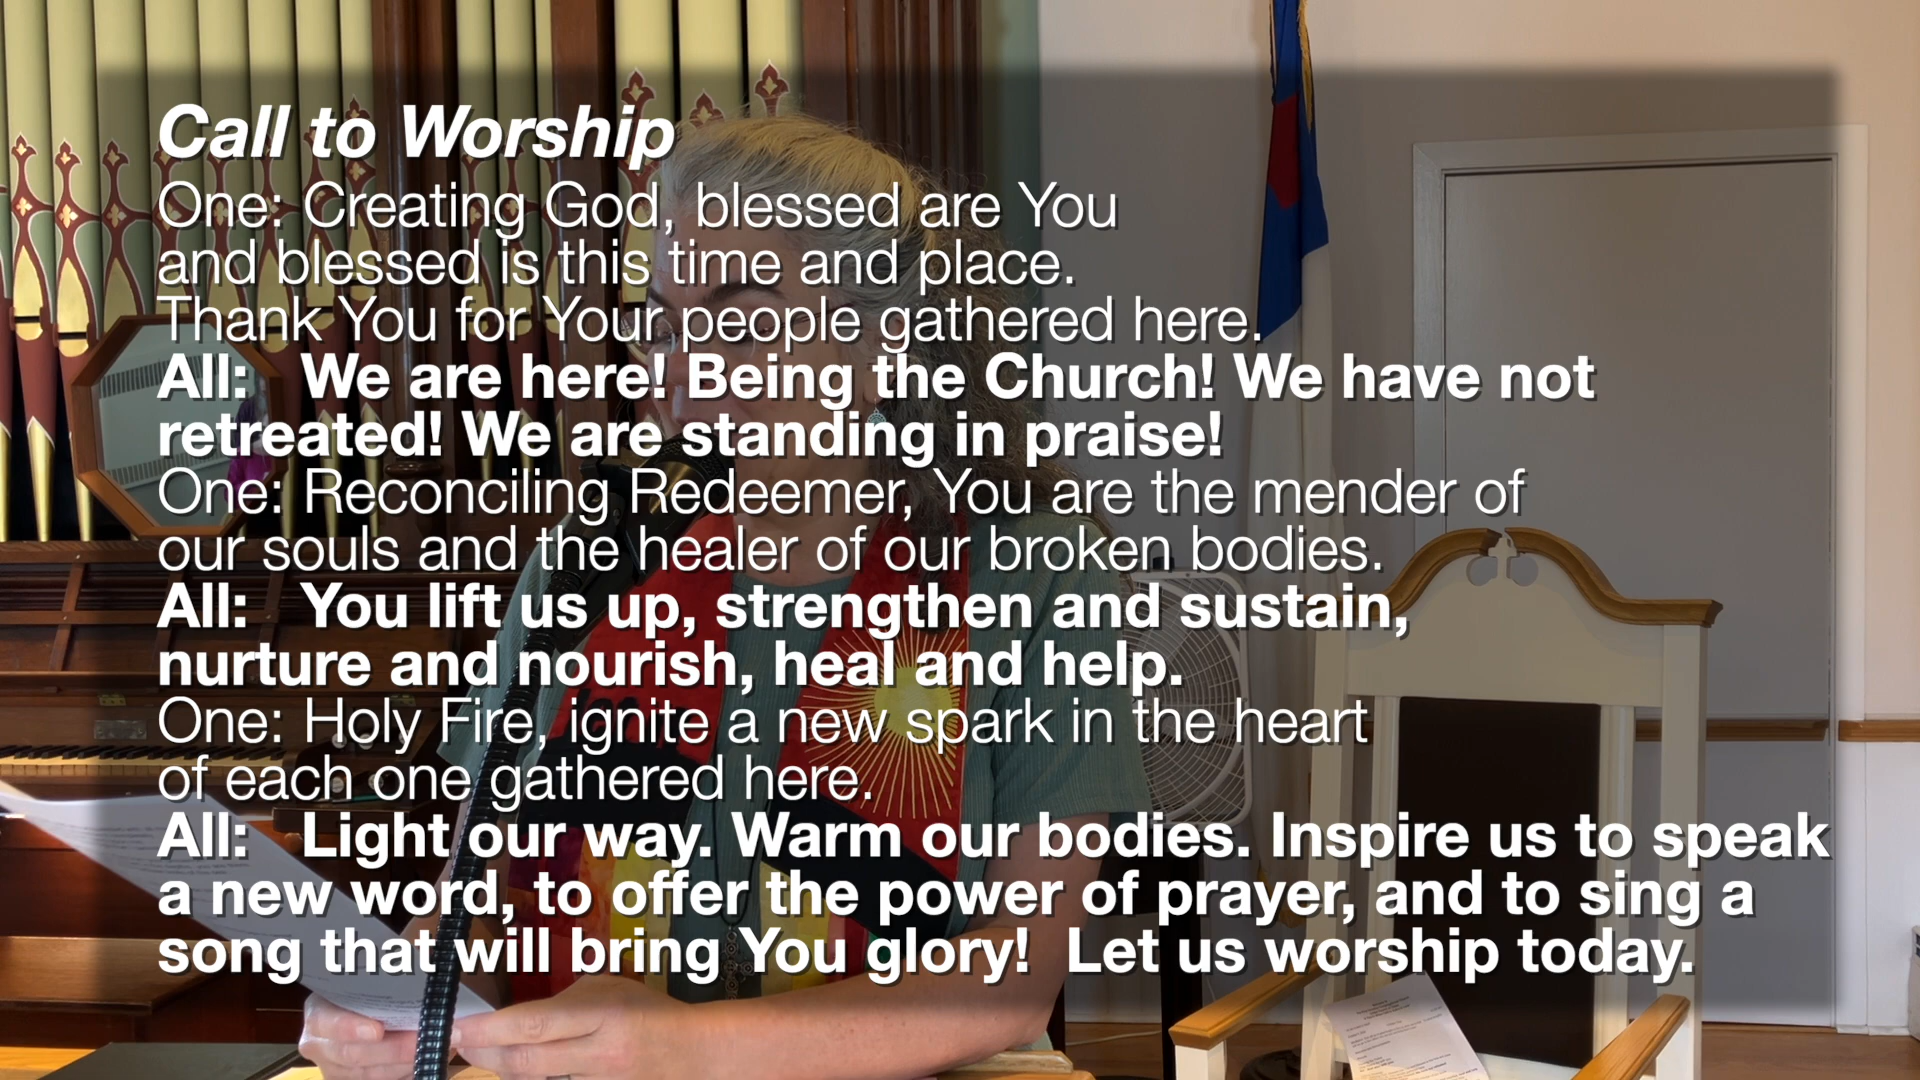 Call to Worship
One: Creating God, blessed are You
and blessed is this time and place.
Thank You for Your people gathered here.
All: We are here! Being the Church! We have not
retreated! We are standing in praise!
One: Reconciling Redeemer, You are the mender of
our souls and the healer of our broken bodies.
All: You lift us up, strengthen and sustain,
nurture and nourish, heal and help.
One: Holy Fire, ignite a new spark in the heart
of each one gathered here.
All: Light our way. Warm our bodies. Inspire us to speak
a new word, to offer the power of prayer, and to sing a
song that will bring You glory! Let us worship today.